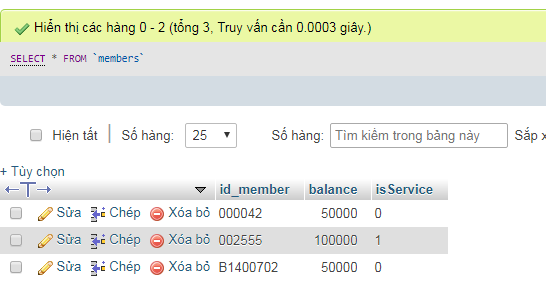 Hiển thị các hàng 0 - 2 (tổng 3, Truy vấn cần 0.0003 giây.)
SELECT * FROM `members`
Hiện tất | Số hàng: 25 Số hàng: Tìm kiếm trong bảng này Sắp x
+ Tùy chọn
←T→ id_member balance isService
Sửa Chép Xóa bỏ 000042 50000 0
Sửa Chép Xóa bỏ 002555 100000 1
Sửa Chép Xóa bỏ B1400702 50000 0